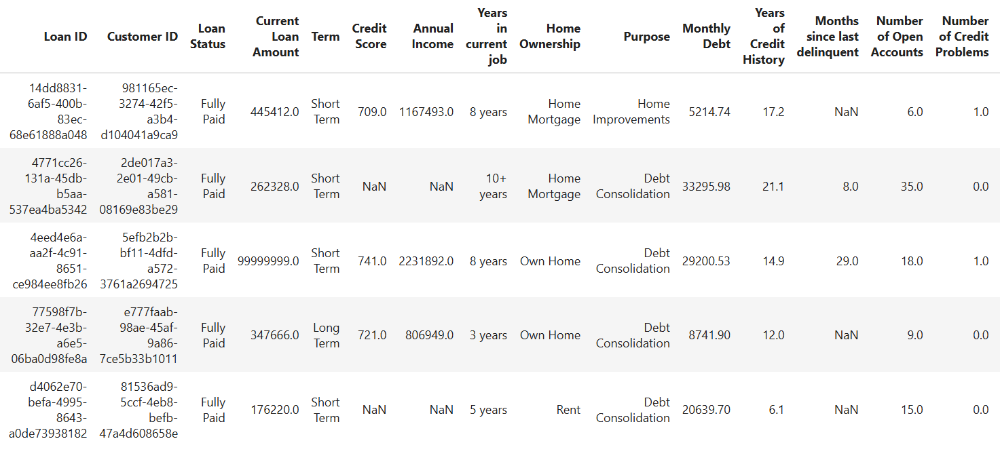 Loan ID Customer ID Loan Status Current Loan Amount Term Credit Score Annual Income Years in current job Home Ownership Purpose Monthly Debt Years of Credit History Months since last delinquent Number of Open Accounts Number of Credit Problems
14dd8831-6af5-400b-83ec-68e61888a048 981165ec-3274-42f5-a3b4-d104041a9ca9 Fully Paid 445412.0 Short Term 709.0 1167493.0 8 years Home Mortgage Home Improvements 5214.74 17.2 NaN 6.0 1.0
4771cc26-131a-45db-b5aa-537ea4ba5342 2de017a3-2e01-49cb-a581-08169e83be29 Fully Paid 262328.0 Short Term NaN NaN 10+ years Home Mortgage Debt Consolidation 33295.98 21.1 8.0 35.0 0.0
4eed4e6a-aa2f-4c91-8651-ce984ee8fb26 5efb2b2b-bf11-4dfd-a572-3761a2694725 Fully Paid 99999999.0 Short Term 741.0 2231892.0 8 years Own Home Debt Consolidation 29200.53 14.9 29.0 18.0 1.0
77598f7b-32e7-4e3b-a6e5-06ba0d98fe8a e777faab-98ae-45af-9a86-7ce5b33b1011 Fully Paid 347666.0 Long Term 721.0 806949.0 3 years Own Home Debt Consolidation 8741.90 12.0 NaN 9.0 0.0
d4062e70-befa-4995-8643-a0de73938182 81536ad9-5ccf-4eb8-befb-47a4d608658e Fully Paid 176220.0 Short Term NaN NaN 5 years Rent Debt Consolidation 20639.70 6.1 NaN 15.0 0.0